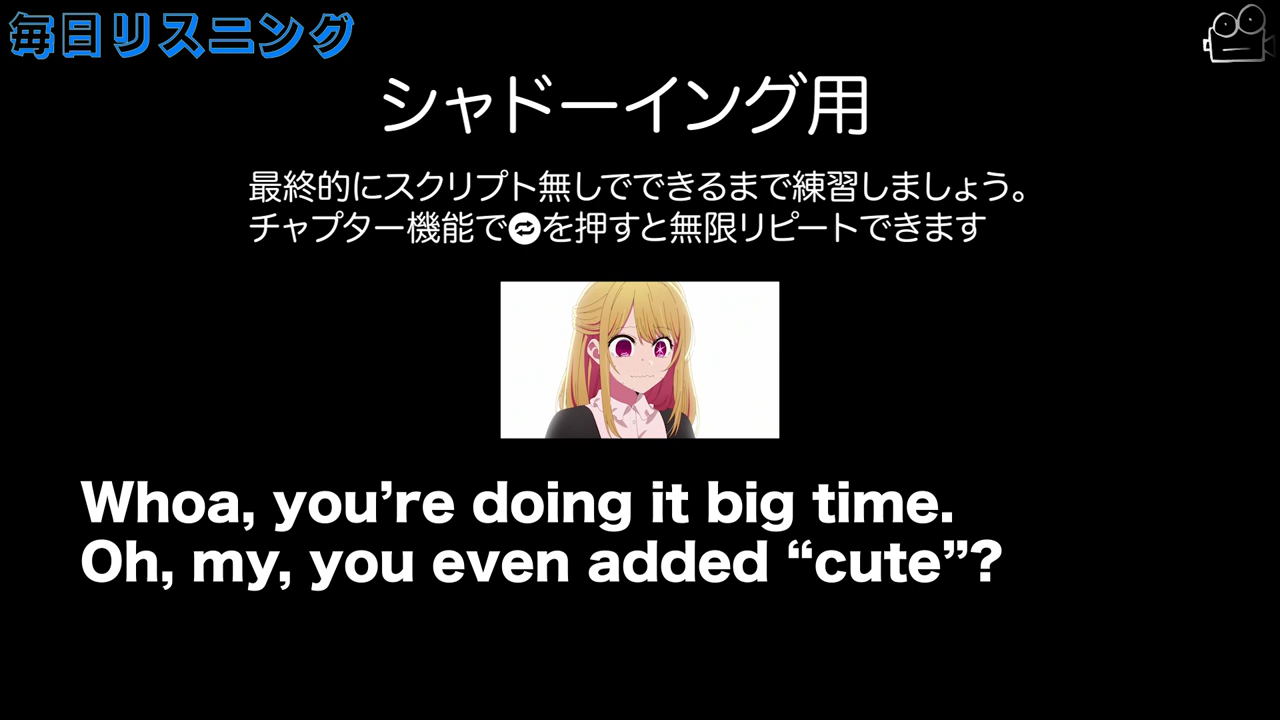 毎日リスニング
シャドーイング用
最終的にスクリプト無しでできるまで練習しましょう。
チャプター機能で🔁を押すと無限リピートできます
Whoa, you’re doing it big time.
Oh, my, you even added “cute”?